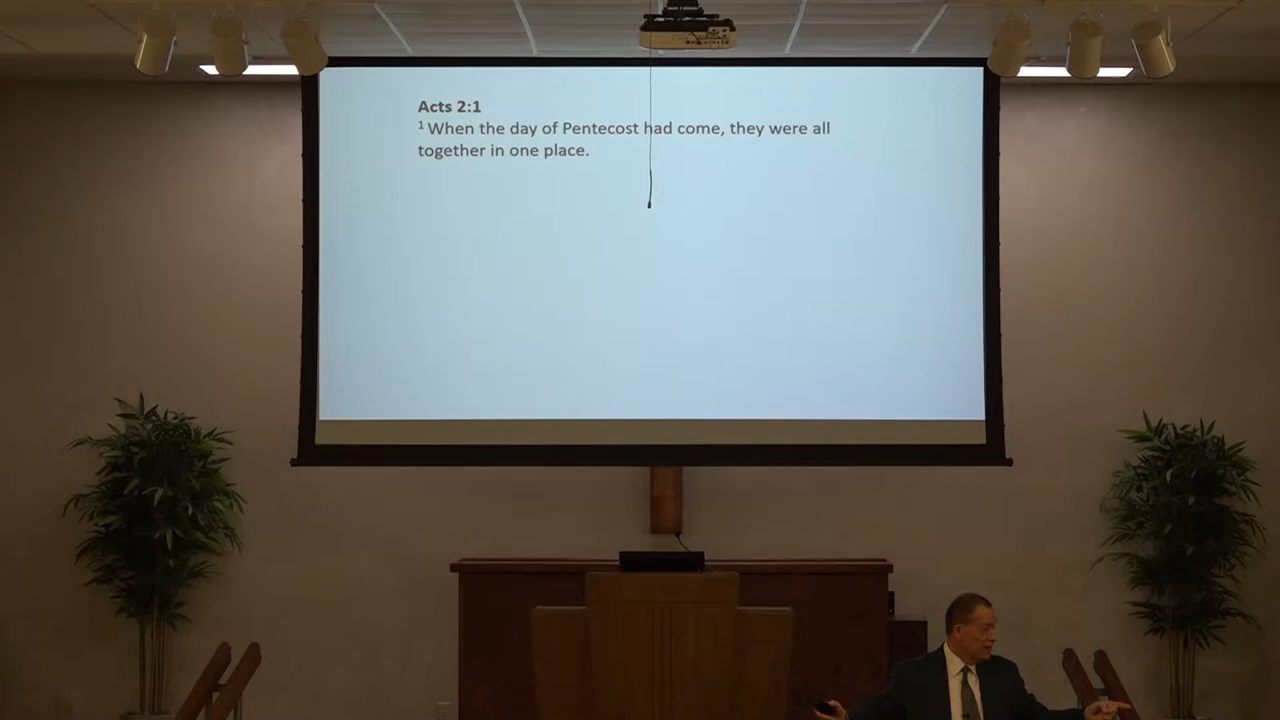 Acts 2:1
1 When the day of Pentecost had come, they were all
together in one place.